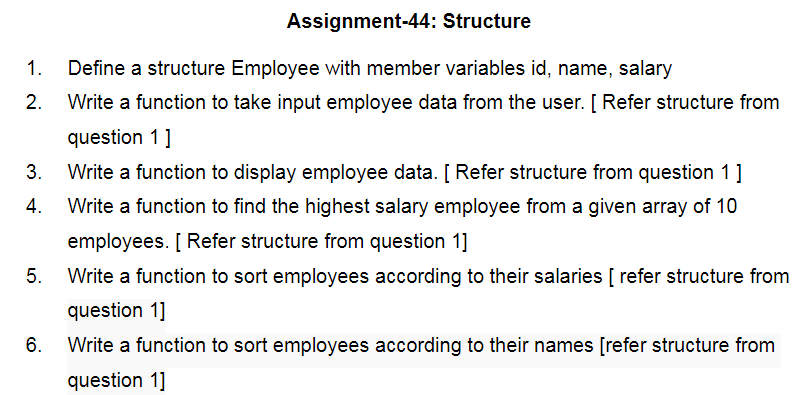 Assignment-44: Structure
1. Define a structure Employee with member variables id, name, salary
2. Write a function to take input employee data from the user. [ Refer structure from
question 1 ]
3. Write a function to display employee data. [ Refer structure from question 1 ]
4. Write a function to find the highest salary employee from a given array of 10
employees. [ Refer structure from question 1]
5. Write a function to sort employees according to their salaries [ refer structure from
question 1]
6. Write a function to sort employees according to their names [refer structure from
question 1]